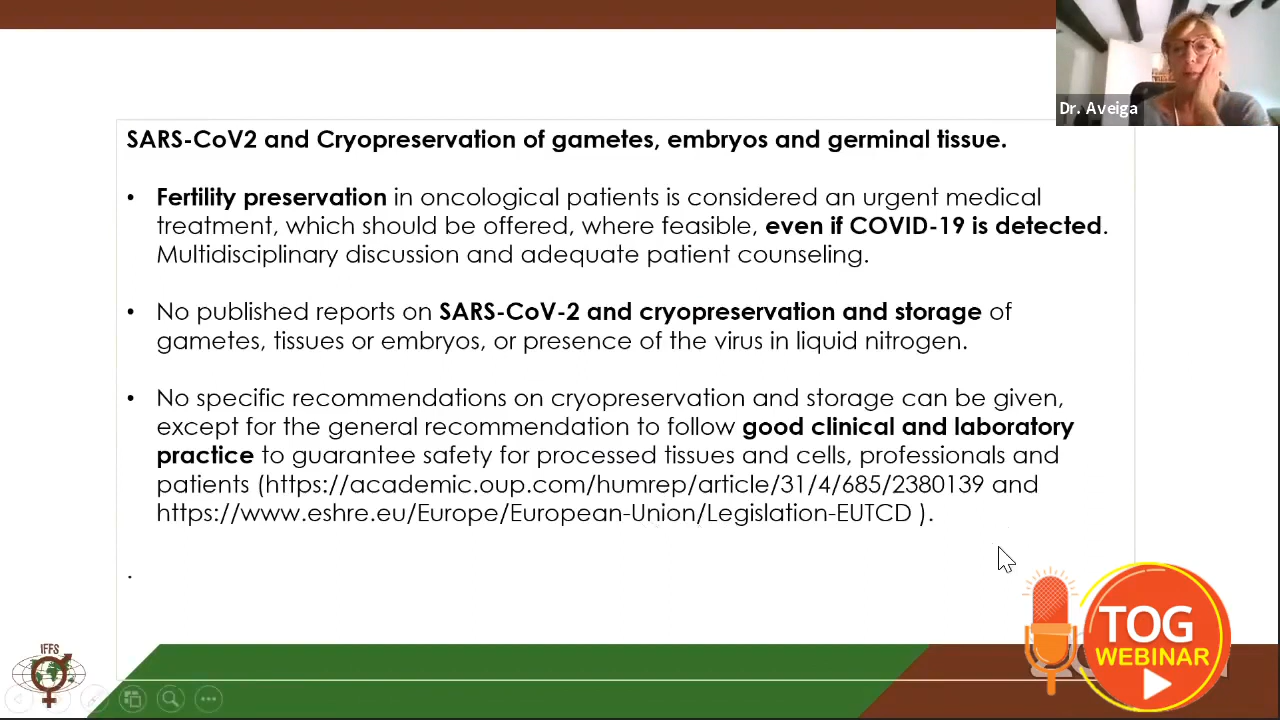 Dr. Aveiga
SARS-CoV2 and Cryopreservation of gametes, embryos and germinal tissue.
• Fertility preservation in oncological patients is considered an urgent medical
treatment, which should be offered, where feasible, even if COVID-19 is detected.
Multidisciplinary discussion and adequate patient counseling.
• No published reports on SARS-CoV-2 and cryopreservation and storage of
gametes, tissues or embryos, or presence of the virus in liquid nitrogen.
• No specific recommendations on cryopreservation and storage can be given,
except for the general recommendation to follow good clinical and laboratory
practice to guarantee safety for processed tissues and cells, professionals and
patients (https://academic.oup.com/humrep/article/31/4/685/2380139 and
https://www.eshre.eu/Europe/European-Union/Legislation-EUTCD ).
.
IFFS
TOG
WEBINAR